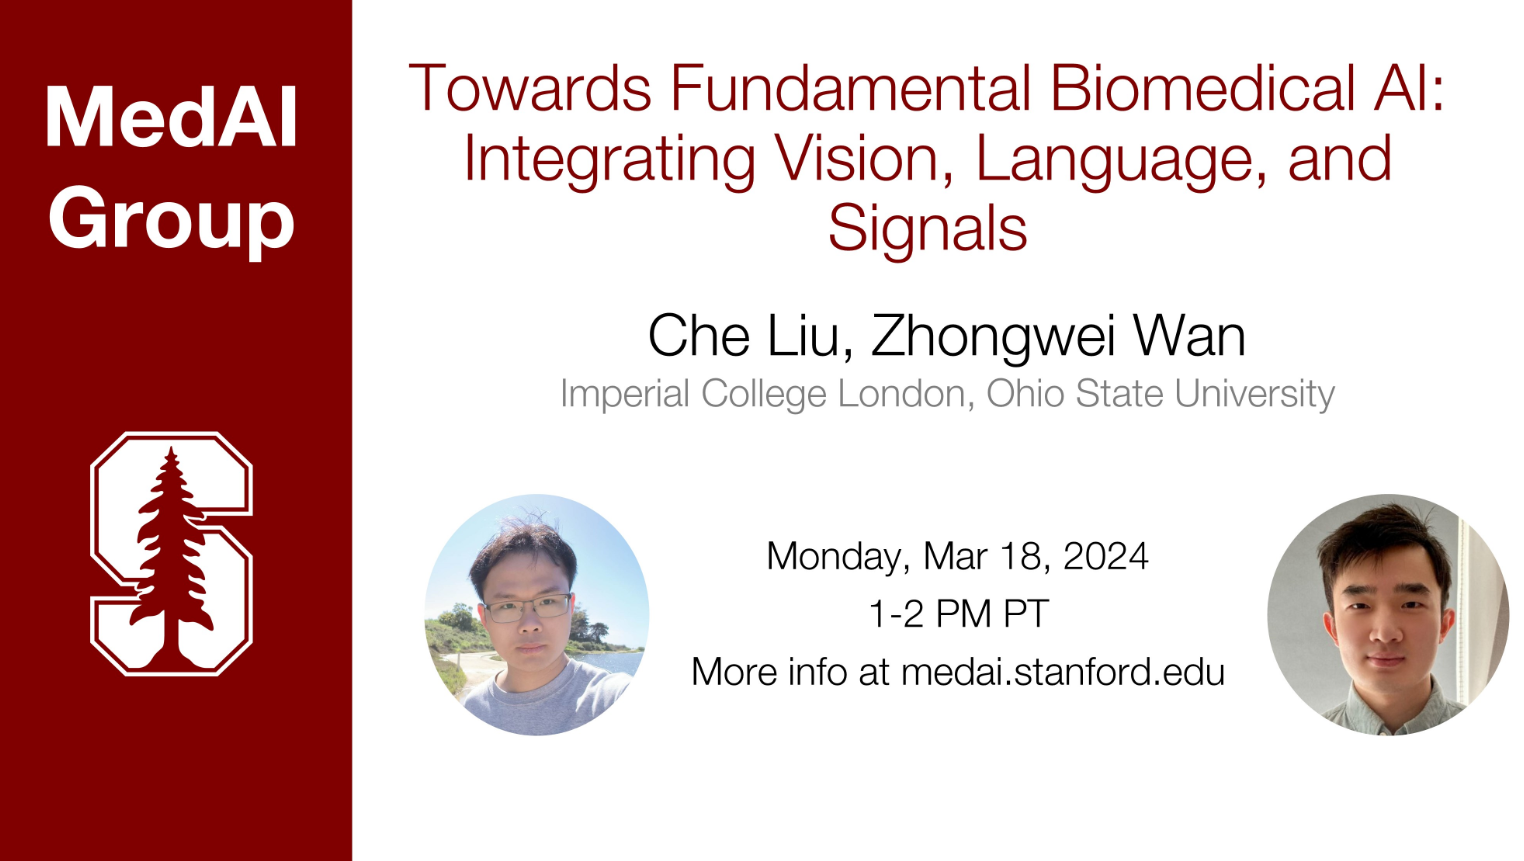 MedAI
Group
Towards Fundamental Biomedical AI:
Integrating Vision, Language, and
Signals
Che Liu, Zhongwei Wan
Imperial College London, Ohio State University
Monday, Mar 18, 2024
1-2 PM PT
More info at medai.stanford.edu